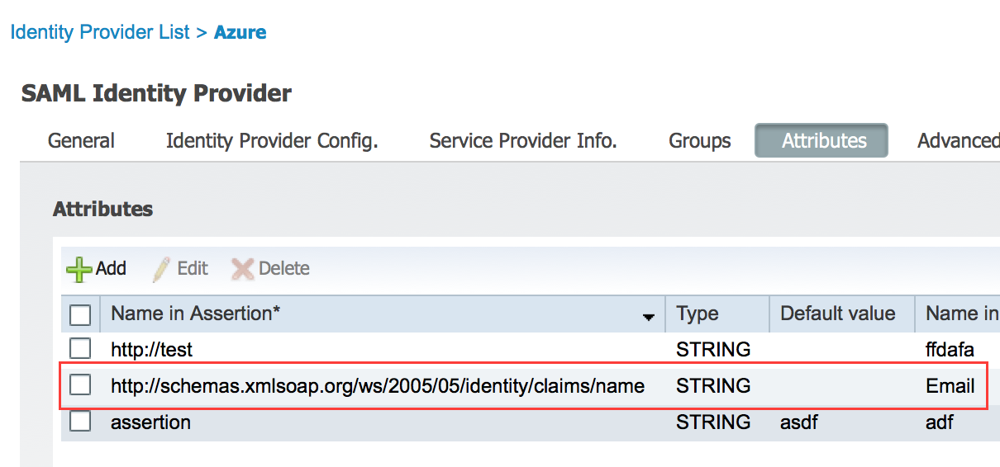 Identity Provider List > Azure
SAML Identity Provider
General Identity Provider Config. Service Provider Info. Groups Attributes Advanced
Attributes
Add Edit Delete
Name in Assertion* Type Default value Name in
http://test STRING ffdafa
http://schemas.xmlsoap.org/ws/2005/05/identity/claims/name STRING Email
assertion STRING asdf adf